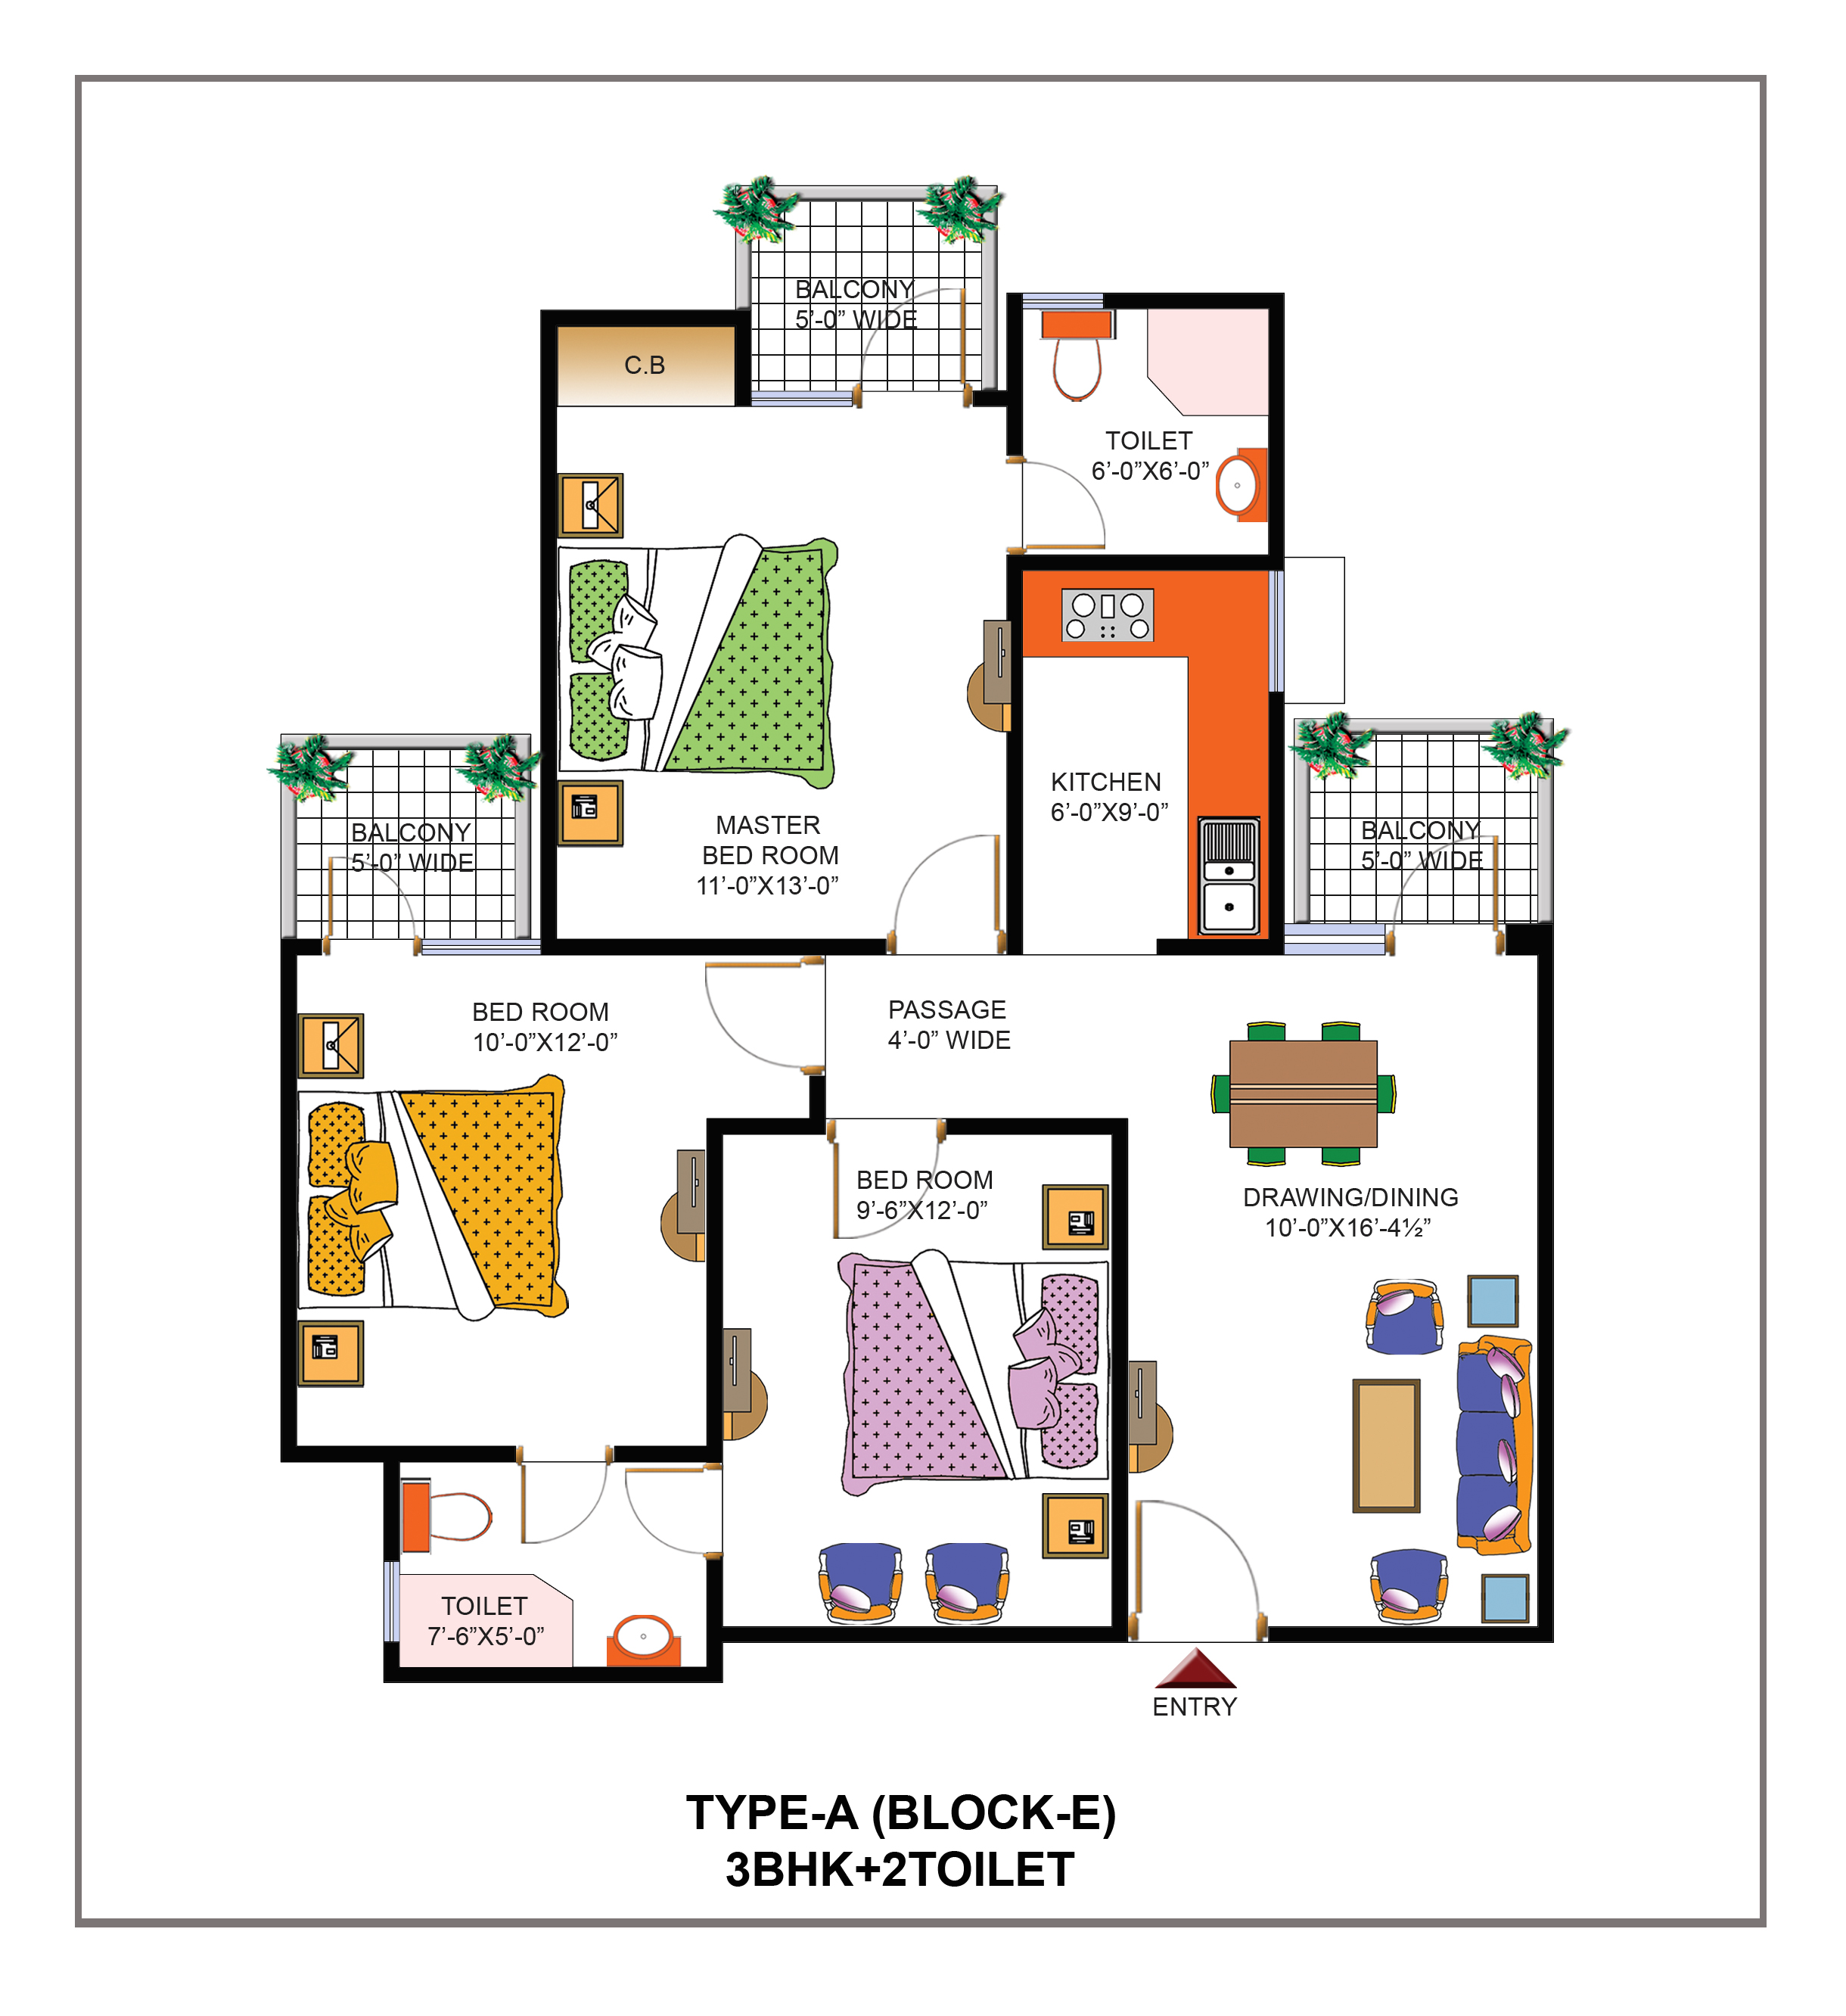 BALCONY
5’-0” WIDE
C.B
TOILET
6’-0”X6’-0”
KITCHEN
6’-0”X9’-0”
MASTER
BED ROOM
11’-0”X13’-0”
BALCONY
5’-0” WIDE
BALCONY
5’-0” WIDE
BED ROOM
10’-0”X12’-0”
PASSAGE
4’-0” WIDE
BED ROOM
9’-6”X12’-0”
DRAWING/DINING
10’-0”X16’-4½”
TOILET
7’-6”X5’-0”
ENTRY
TYPE-A (BLOCK-E)
3BHK+2TOILET